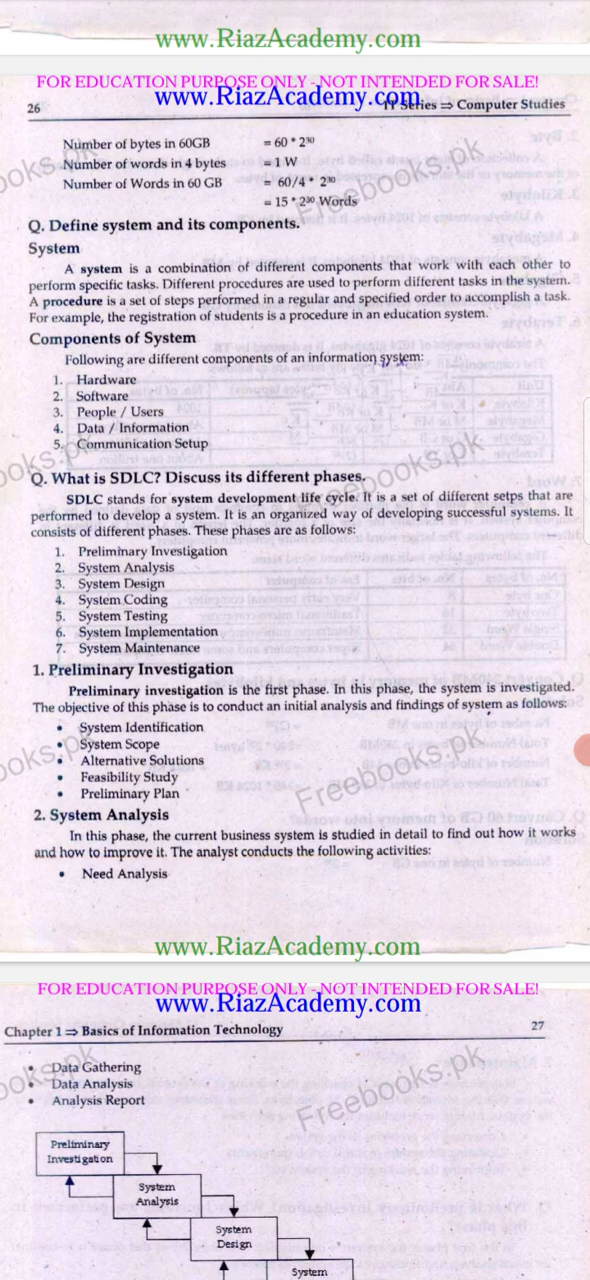 www.RiazAcademy.com
FOR EDUCATION PURPOSE ONLY - NOT INTENDED FOR SALE!
www.RiazAcademy.com
26
IT Series ⇒ Computer Studies
Number of bytes in 60GB = 60 * 2³⁰
Number of words in 4 bytes = 1 W
Number of Words in 60 GB = 60/4 * 2³⁰
= 15 * 2³⁰ Words
Q. Define system and its components.
System
A system is a combination of different components that work with each other to
perform specific tasks. Different procedures are used to perform different tasks in the system.
A procedure is a set of steps performed in a regular and specified order to accomplish a task.
For example, the registration of students is a procedure in an education system.
Components of System
Following are different components of an information system:
1. Hardware
2. Software
3. People / Users
4. Data / Information
5. Communication Setup
Q. What is SDLC? Discuss its different phases.
SDLC stands for system development life cycle. It is a set of different setps that are
performed to develop a system. It is an organized way of developing successful systems. It
consists of different phases. These phases are as follows:
1. Preliminary Investigation
2. System Analysis
3. System Design
4. System Coding
5. System Testing
6. System Implementation
7. System Maintenance
1. Preliminary Investigation
Preliminary investigation is the first phase. In this phase, the system is investigated.
The objective of this phase is to conduct an initial analysis and findings of system as follows:
• System Identification
• System Scope
• Alternative Solutions
• Feasibility Study
• Preliminary Plan
2. System Analysis
In this phase, the current business system is studied in detail to find out how it works
and how to improve it. The analyst conducts the following activities:
• Need Analysis
Freebooks.pk
Freebooks.pk
Freebooks.pk
www.RiazAcademy.com
FOR EDUCATION PURPOSE ONLY - NOT INTENDED FOR SALE!
www.RiazAcademy.com
Chapter 1 ⇒ Basics of Information Technology
27
• Data Gathering
• Data Analysis
• Analysis Report
Freebooks.pk
Preliminary
Investigation
System
Analysis
System
Design
System